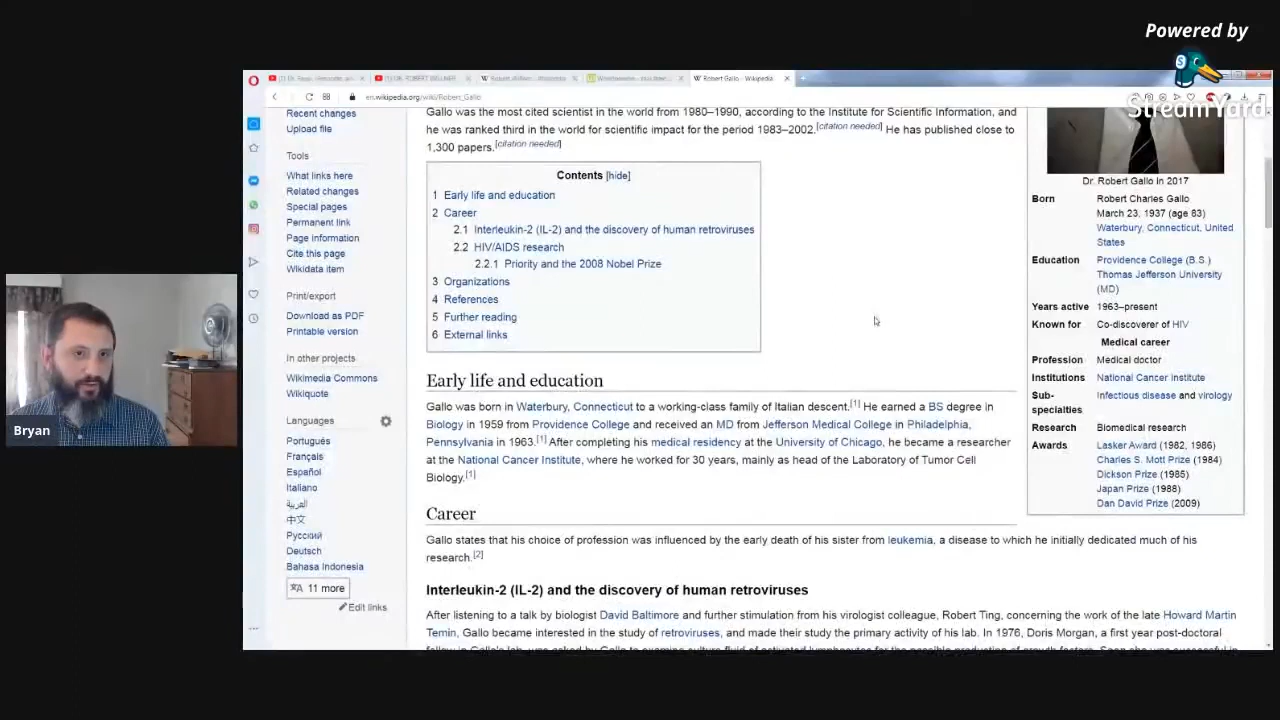 Powered by
StreamYard
Robert Gallo - Wikipedia
en.wikipedia.org/wiki/Robert_Gallo
Recent changes
Upload file
Tools
What links here
Related changes
Special pages
Permanent link
Page information
Cite this page
Wikidata item
Print/export
Download as PDF
Printable version
In other projects
Wikimedia Commons
Wikiquote
Languages
Português
Français
Español
Italiano
العربية
中文
Русский
Deutsch
Bahasa Indonesia
11 more
Edit links
Gallo was the most cited scientist in the world from 1980–1990, according to the Institute for Scientific Information, and
he was ranked third in the world for scientific impact for the period 1983–2002.[citation needed] He has published close to
1,300 papers.[citation needed]
Contents [hide]
1 Early life and education
2 Career
2.1 Interleukin-2 (IL-2) and the discovery of human retroviruses
2.2 HIV/AIDS research
2.2.1 Priority and the 2008 Nobel Prize
3 Organizations
4 References
5 Further reading
6 External links
Early life and education
Gallo was born in Waterbury, Connecticut to a working-class family of Italian descent.[1] He earned a BS degree in
Biology in 1959 from Providence College and received an MD from Jefferson Medical College in Philadelphia,
Pennsylvania in 1963.[1] After completing his medical residency at the University of Chicago, he became a researcher
at the National Cancer Institute, where he worked for 30 years, mainly as head of the Laboratory of Tumor Cell
Biology.[1]
Career
Gallo states that his choice of profession was influenced by the early death of his sister from leukemia, a disease to which he initially dedicated much of his
research.[2]
Interleukin-2 (IL-2) and the discovery of human retroviruses
After listening to a talk by biologist David Baltimore and further stimulation from his virologist colleague, Robert Ting, concerning the work of the late Howard Martin
Temin, Gallo became interested in the study of retroviruses, and made their study the primary activity of his lab. In 1976, Doris Morgan, a first year post-doctoral
Dr. Robert Gallo in 2017
Born Robert Charles Gallo
March 23, 1937 (age 83)
Waterbury, Connecticut, United
States
Education Providence College (B.S.)
Thomas Jefferson University
(MD)
Years active 1963–present
Known for Co-discoverer of HIV
Medical career
Profession Medical doctor
Institutions National Cancer Institute
Sub- Infectious disease and virology
specialties
Research Biomedical research
Awards Lasker Award (1982, 1986)
Charles S. Mott Prize (1984)
Dickson Prize (1985)
Japan Prize (1988)
Dan David Prize (2009)
Bryan